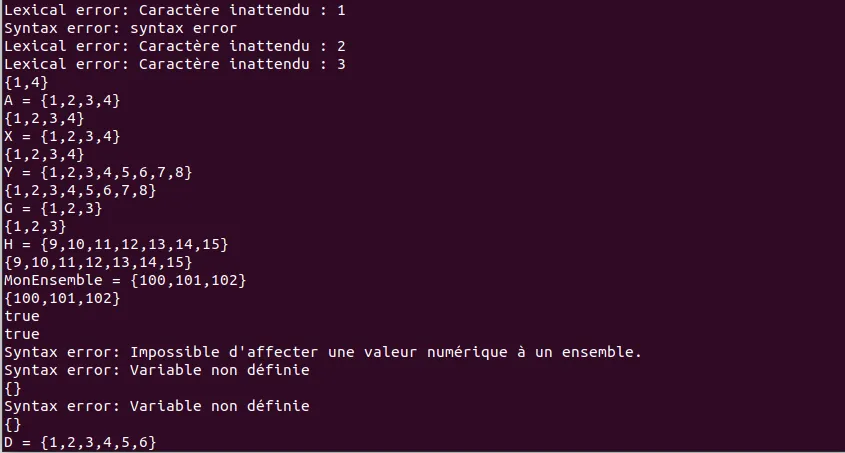 Lexical error: Caractère inattendu : 1
Syntax error: syntax error
Lexical error: Caractère inattendu : 2
Lexical error: Caractère inattendu : 3
{1,4}
A = {1,2,3,4}
{1,2,3,4}
X = {1,2,3,4}
{1,2,3,4}
Y = {1,2,3,4,5,6,7,8}
{1,2,3,4,5,6,7,8}
G = {1,2,3}
{1,2,3}
H = {9,10,11,12,13,14,15}
{9,10,11,12,13,14,15}
MonEnsemble = {100,101,102}
{100,101,102}
true
true
Syntax error: Impossible d'affecter une valeur numérique à un ensemble.
Syntax error: Variable non définie
{}
Syntax error: Variable non définie
{}
D = {1,2,3,4,5,6}